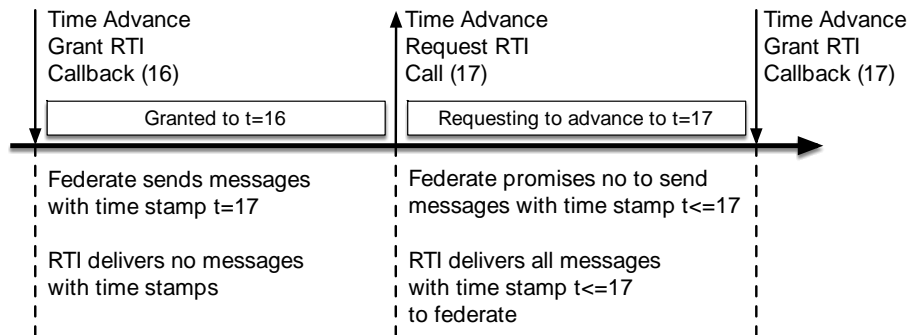 Time Advance
Grant RTI
Callback (16)
Time Advance
Request RTI
Call (17)
Time Advance
Grant RTI
Callback (17)
Granted to t=16
Requesting to advance to t=17
Federate sends messages
with time stamp t=17
RTI delivers no messages
with time stamps
Federate promises no to send
messages with time stamp t<=17
RTI delivers all messages
with time stamp t<=17
to federate